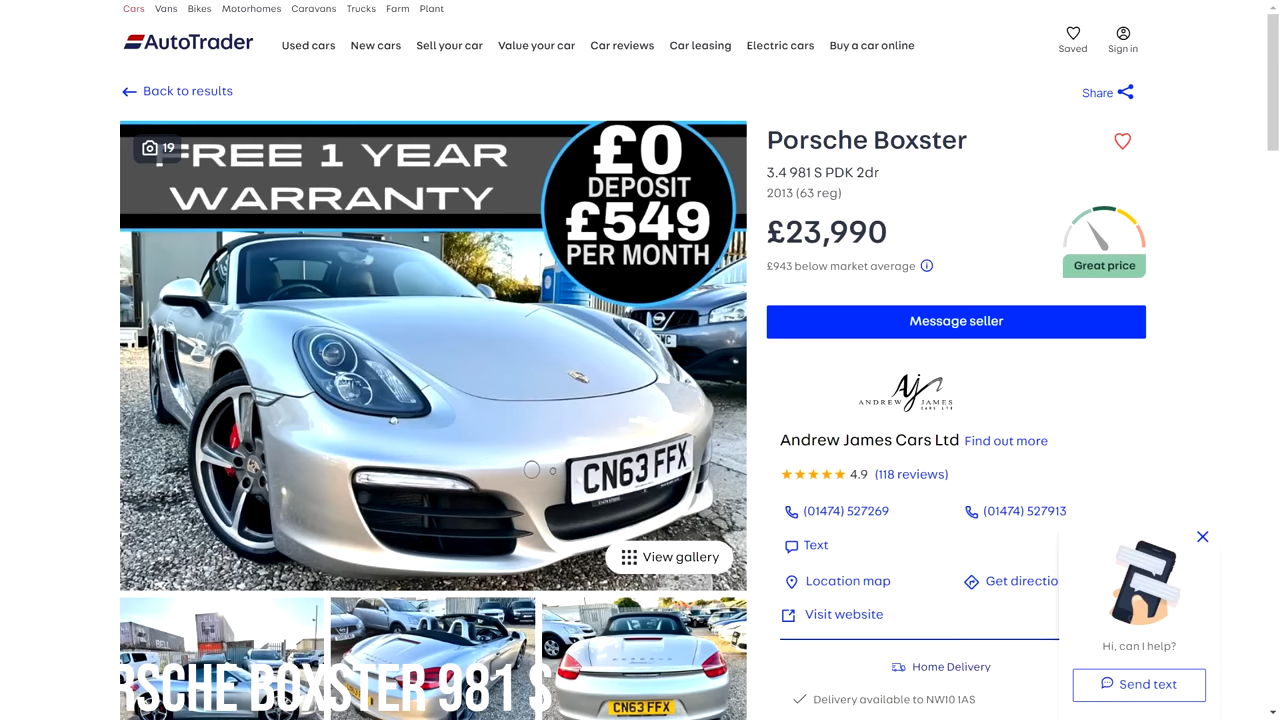 Cars Vans Bikes Motorhomes Caravans Trucks Farm Plant
AutoTrader
Used cars New cars Sell your car Value your car Car reviews Car leasing Electric cars Buy a car online
Saved Sign in
Back to results
Share
19
FREE 1 YEAR
WARRANTY
£0
DEPOSIT
£549
PER MONTH
CN63 FFX
View gallery
RSCHE BOXSTER 981 S
CN63 FFX
Porsche Boxster
3.4 981 S PDK 2dr
2013 (63 reg)
£23,990
£943 below market average
Great price
Message seller
Aj
ANDREW JAMES
CARS LTD
Andrew James Cars Ltd Find out more
4.9 (118 reviews)
(01474) 527269 (01474) 527913
Text
Location map Get directio
Visit website
Home Delivery
Delivery available to NW10 1AS
Hi, can I help?
Send text